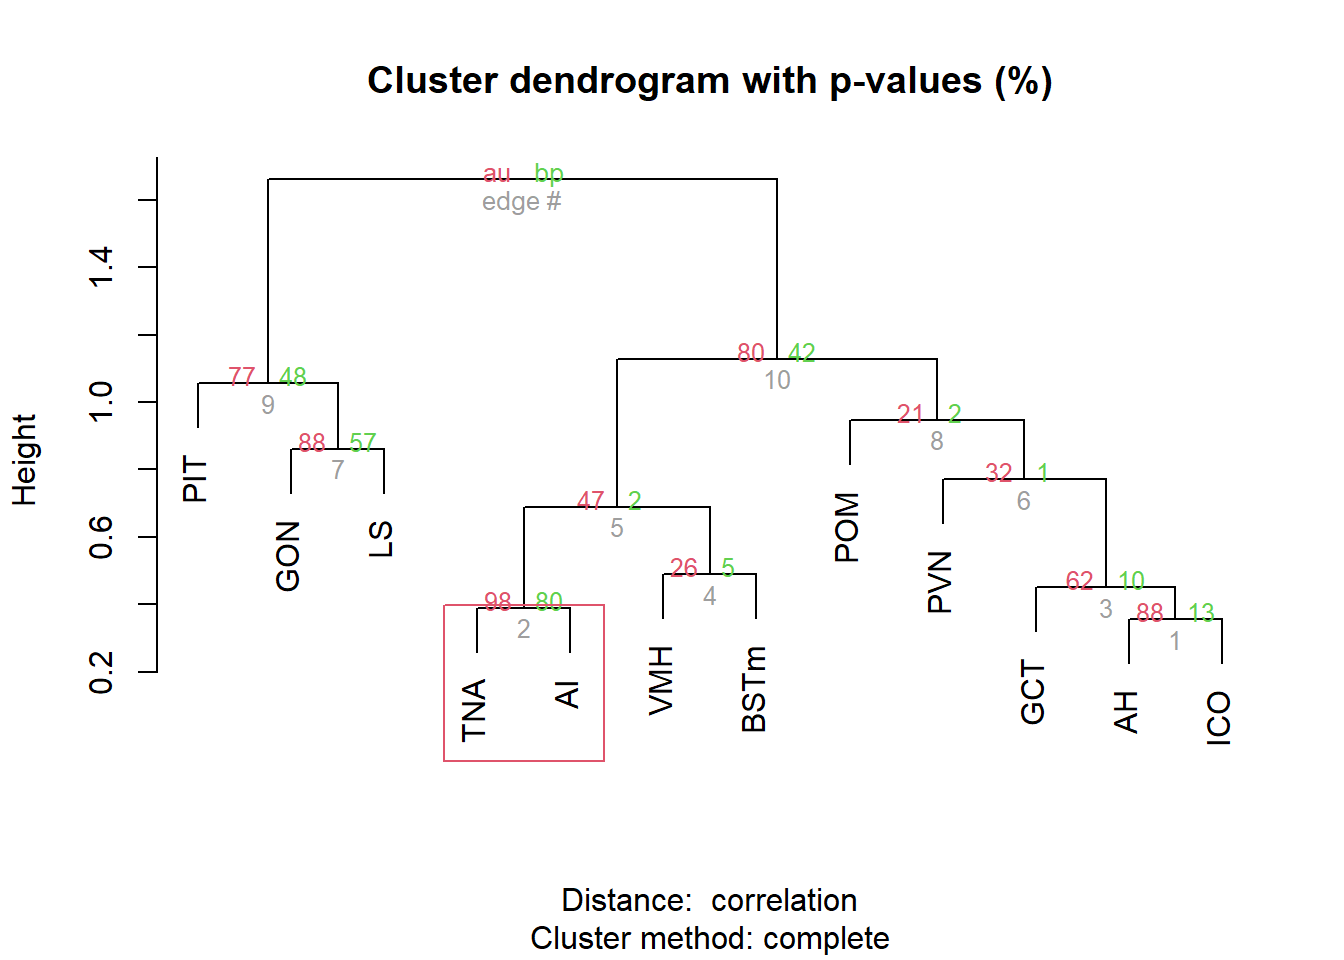 Cluster dendrogram with p-values (%)
Height
1.4
1.0
0.6
0.2
au bp
edge #
80 42
10
77 48
9
21 2
8
88 57
7
32 1
6
47 2
5
26 5
4
62 10
3
98 80
2
88 13
1
PIT
GON
LS
TNA
AI
VMH
BSTm
POM
PVN
GCT
AH
ICO
Distance:  correlation
Cluster method: complete